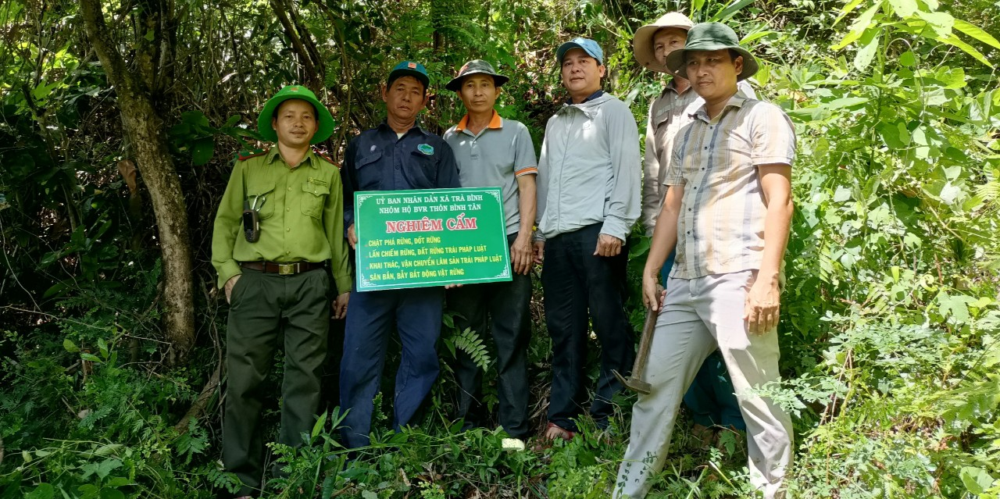 UỶ BAN NHÂN DÂN XÃ TRÀ BÌNH
NHÓM HỘ BVR THÔN BÌNH TÂN
NGHIÊM CẤM
. CHẶT PHÁ RỪNG, ĐỐT RỪNG
. LẤN CHIẾM RỪNG, ĐẤT RỪNG TRÁI PHÁP LUẬT
. KHAI THÁC, VẬN CHUYỂN LÂM SẢN TRÁI PHÁP LUẬT
. SĂN BẮN, BẪY BẮT ĐỘNG VẬT RỪNG